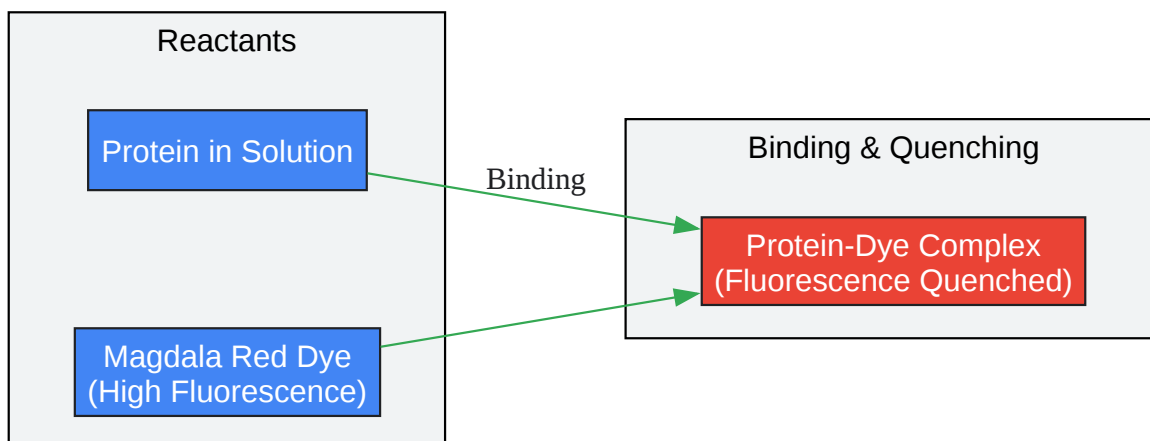 Reactants
Protein in Solution
Magdala Red Dye
(High Fluorescence)
Binding
Binding & Quenching
Protein-Dye Complex
(Fluorescence Quenched)